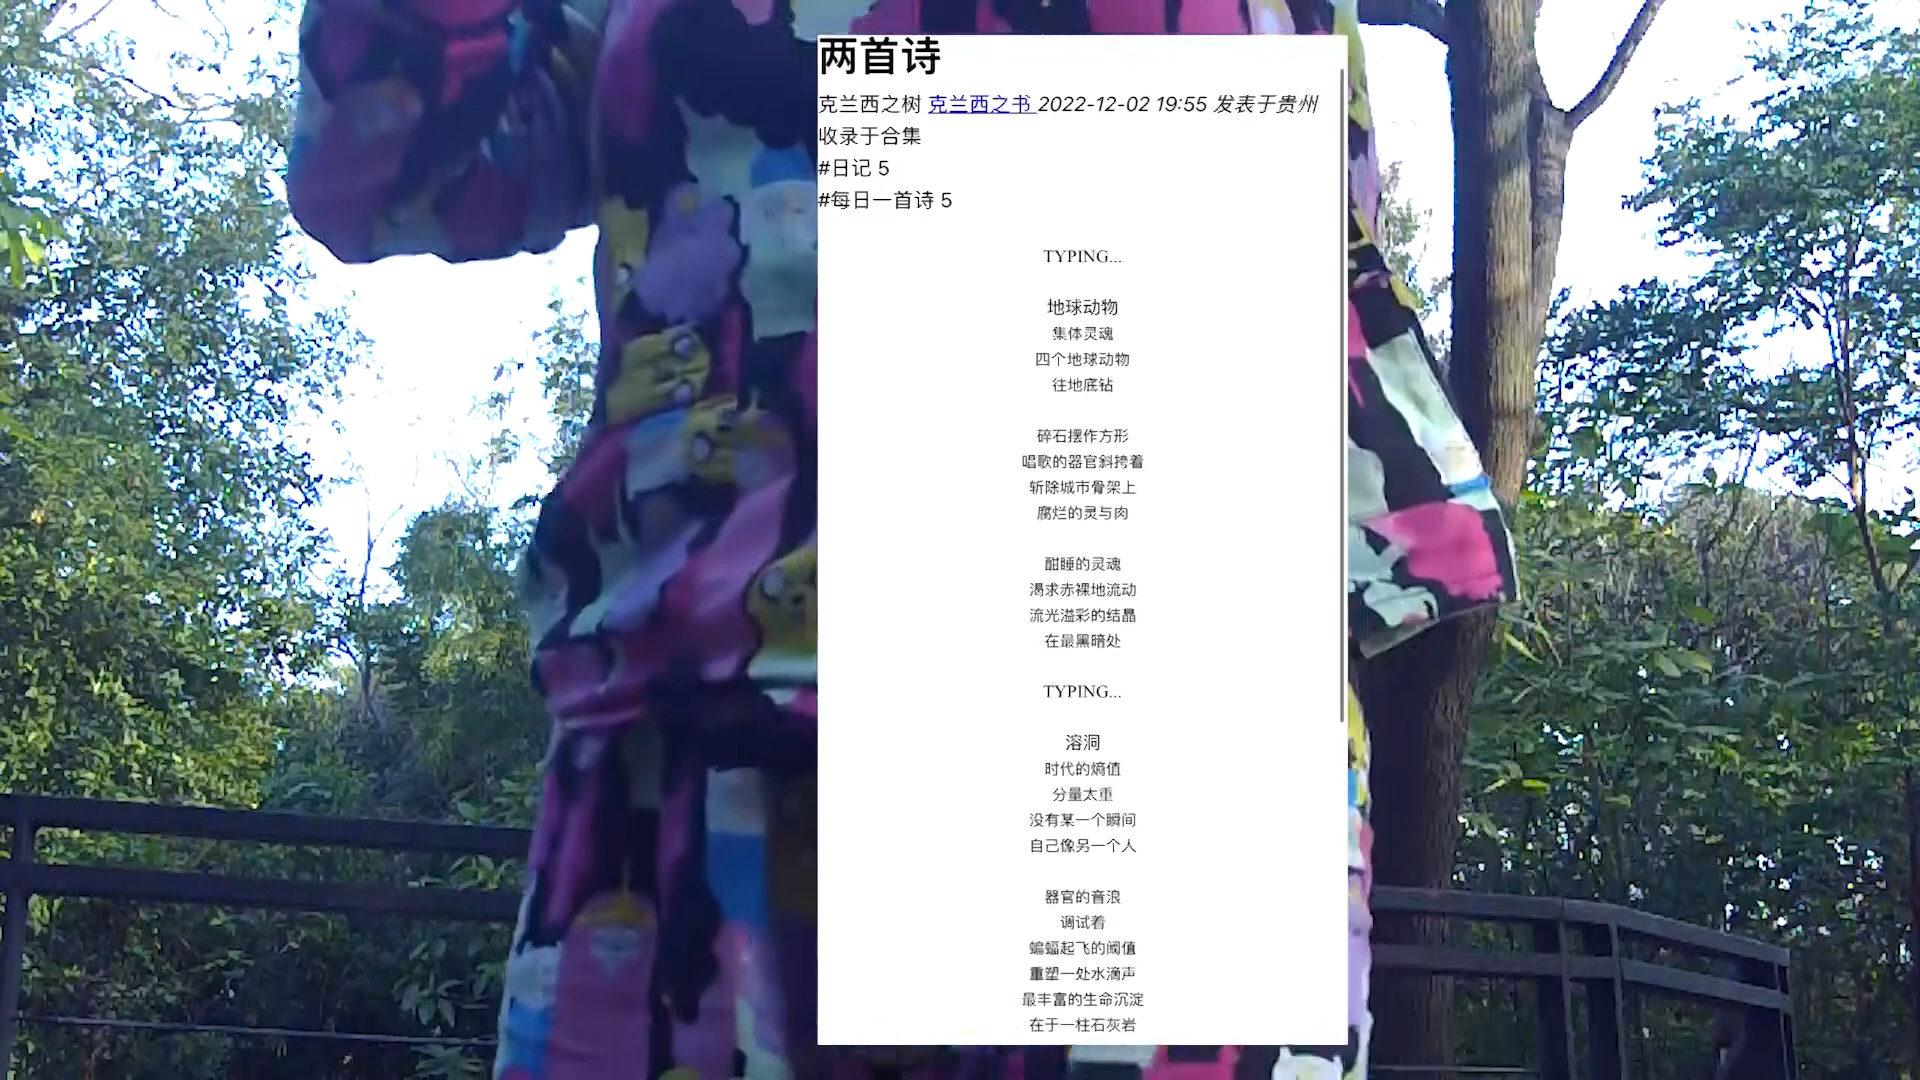 两首诗
克兰西之树 克兰西之书 2022-12-02 19:55 发表于贵州
收录于合集
#日记 5
#每日一首诗 5
TYPING...
地球动物
集体灵魂
四个地球动物
往地底钻
碎石摆作方形
唱歌的器官斜挎着
斩除城市骨架上
腐烂的灵与肉
酣睡的灵魂
渴求赤裸地流动
流光溢彩的结晶
在最黑暗处
TYPING...
溶洞
时代的熵值
分量太重
没有某一个瞬间
自己像另一个人
器官的音浪
调试着
蝙蝠起飞的阈值
重塑一处水滴声
最丰富的生命沉淀
在于一柱石灰岩